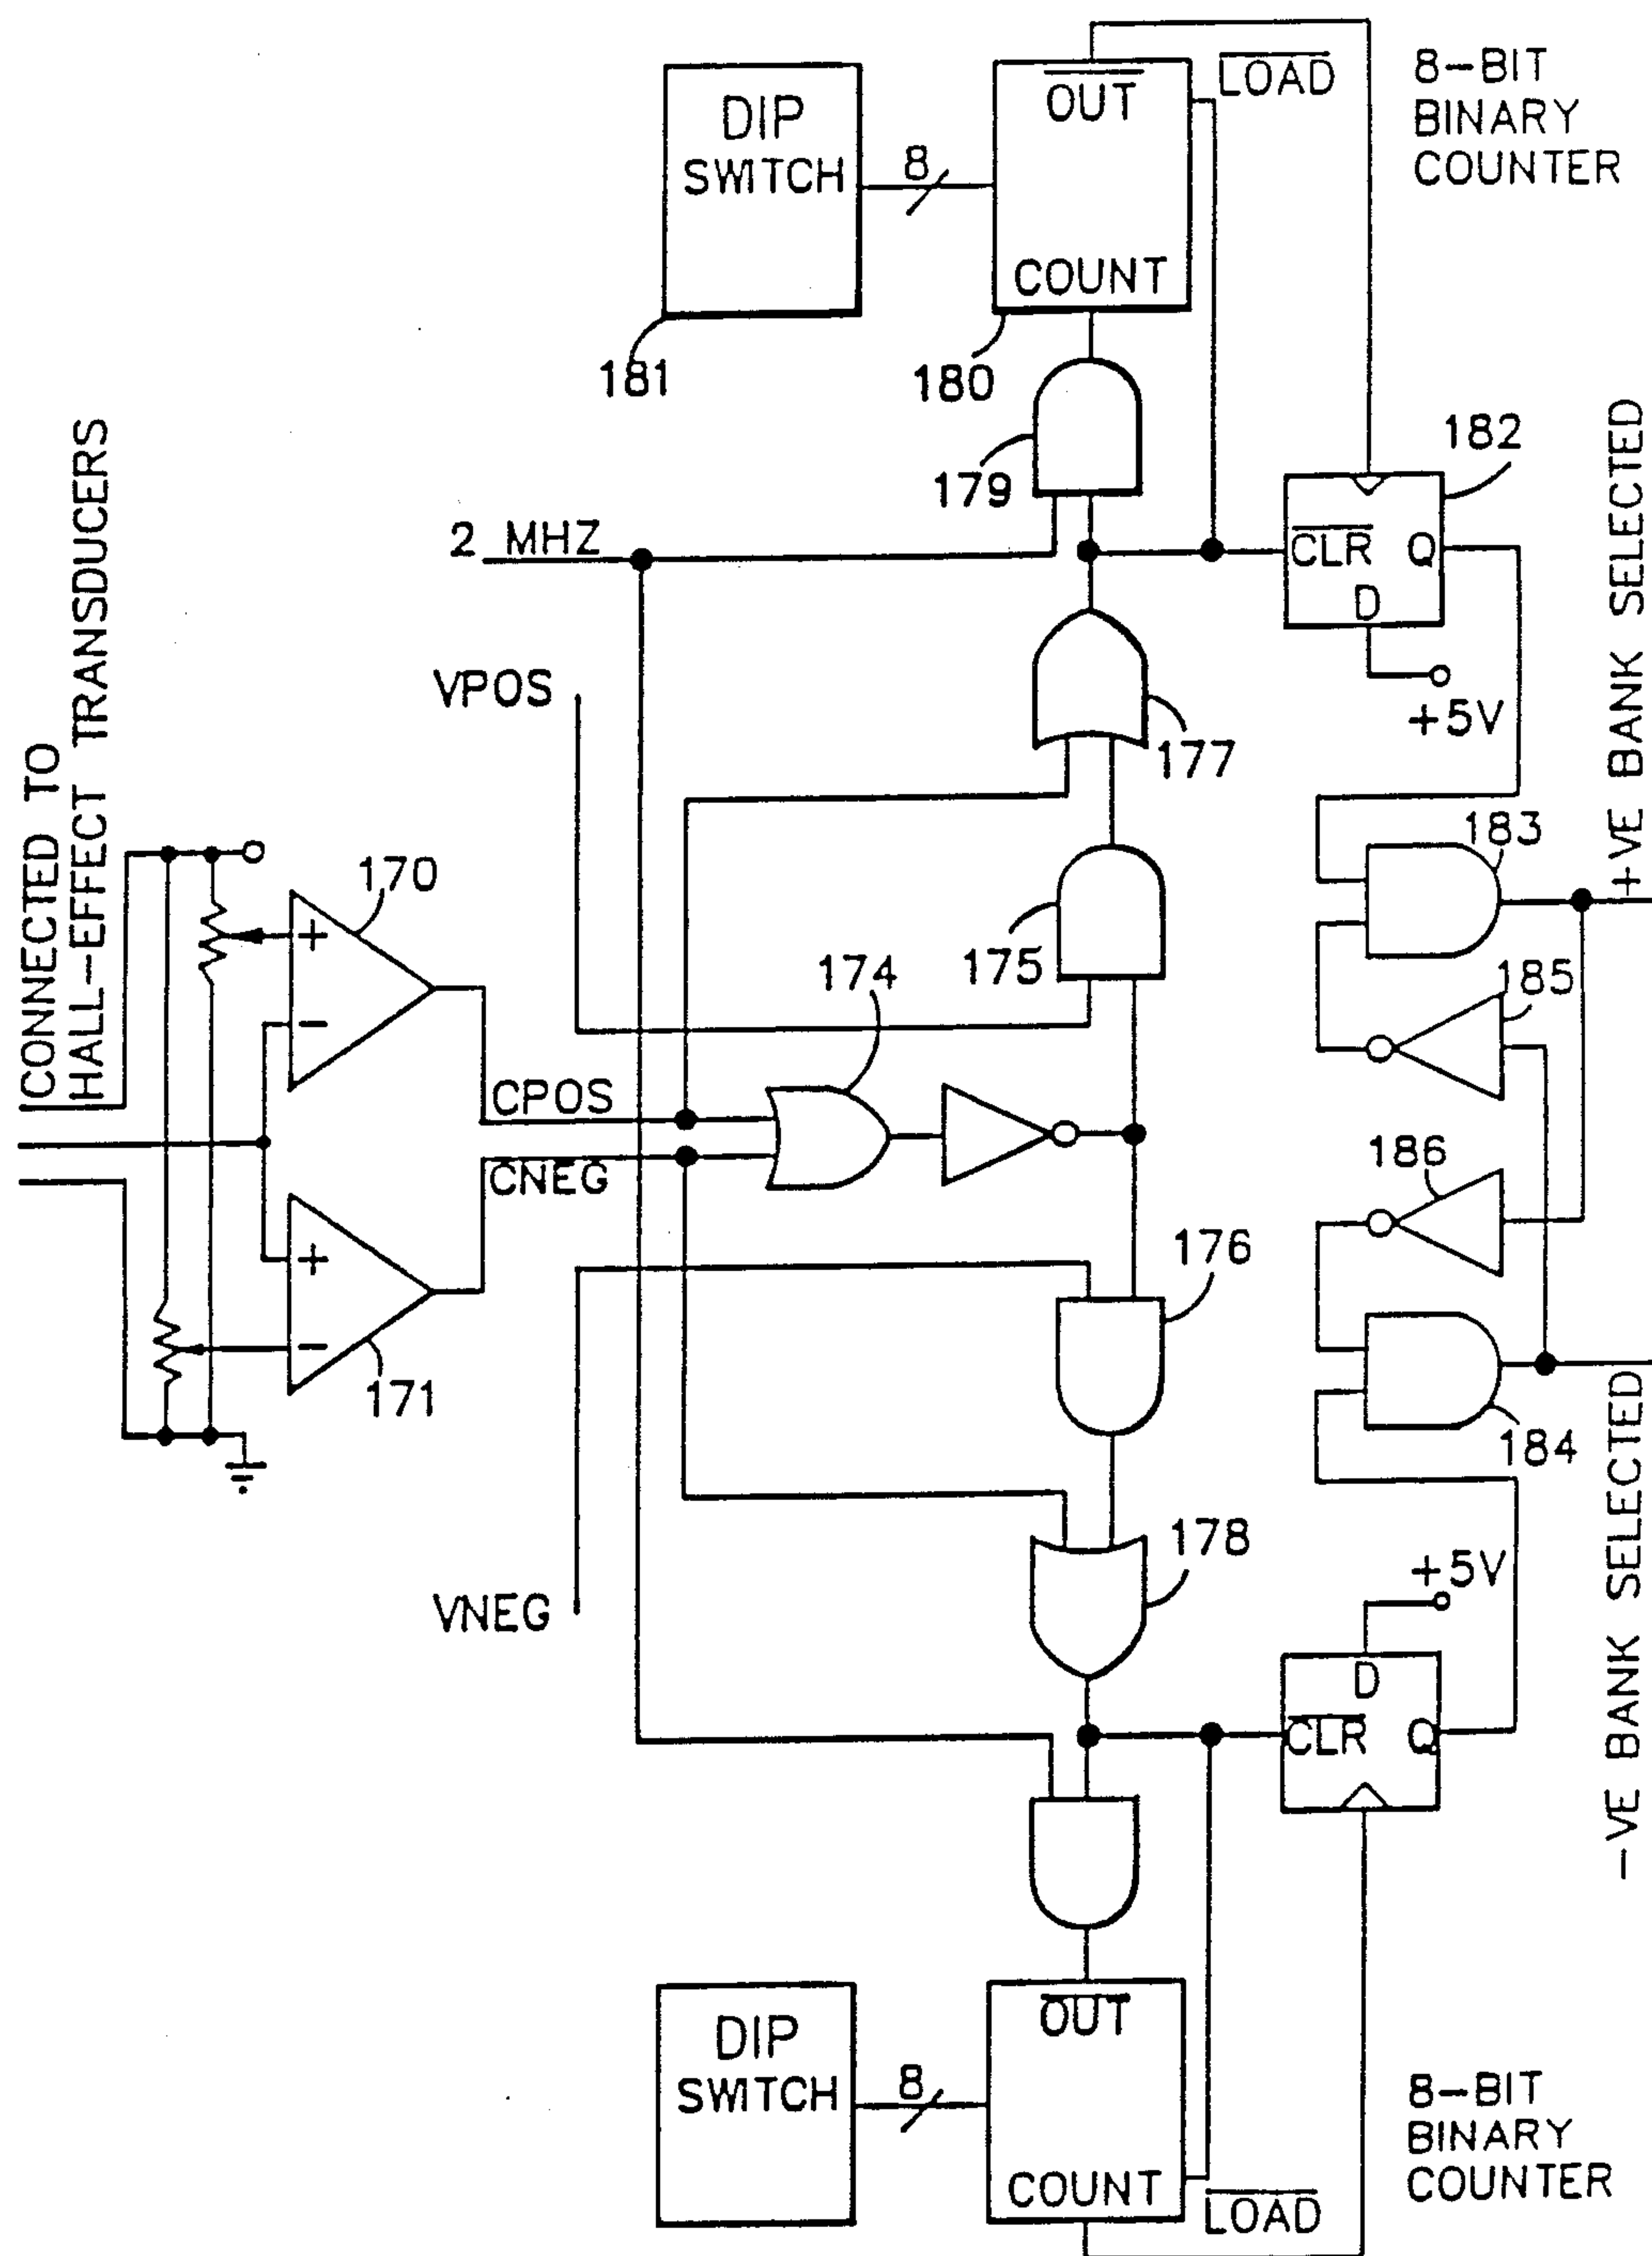 8-BIT
BINARY
COUNTER
LOAD
OUT
COUNT
DIP
SWITCH
8
181
180
179
182
2 MHZ
CLR Q
D
+5V
VPOS
177
CONNECTED TO
HALL-EFFECT TRANSDUCERS
+VE BANK SELECTED
183
170
+
-
175
174
185
CPOS
CNEG
186
176
+
-
171
184
178
VNEG
+5V
D
CLR Q
-VE BANK SELECTED
DIP
SWITCH
8
OUT
COUNT
LOAD
8-BIT
BINARY
COUNTER